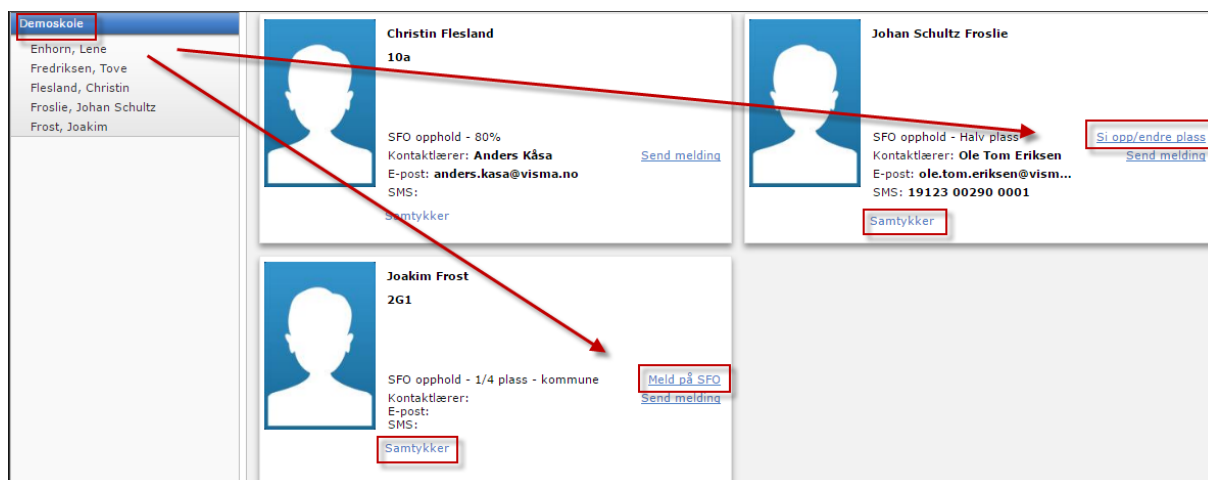 Demoskole
Enhorn, Lene
Fredriksen, Tove
Flesland, Christin
Froslie, Johan Schultz
Frost, Joakim
Christin Flesland
10a
SFO opphold - 80%
Kontaktlærer: Anders Kåsa Send melding
E-post: anders.kasa@visma.no
SMS:
Samtykker
Johan Schultz Froslie
SFO opphold - Halv plass Si opp/endre plass
Kontaktlærer: Ole Tom Eriksen Send melding
E-post: ole.tom.eriksen@vism...
SMS: 19123 00290 0001
Samtykker
Joakim Frost
2G1
SFO opphold - 1/4 plass - kommune Meld på SFO
Kontaktlærer: Send melding
E-post:
SMS:
Samtykker